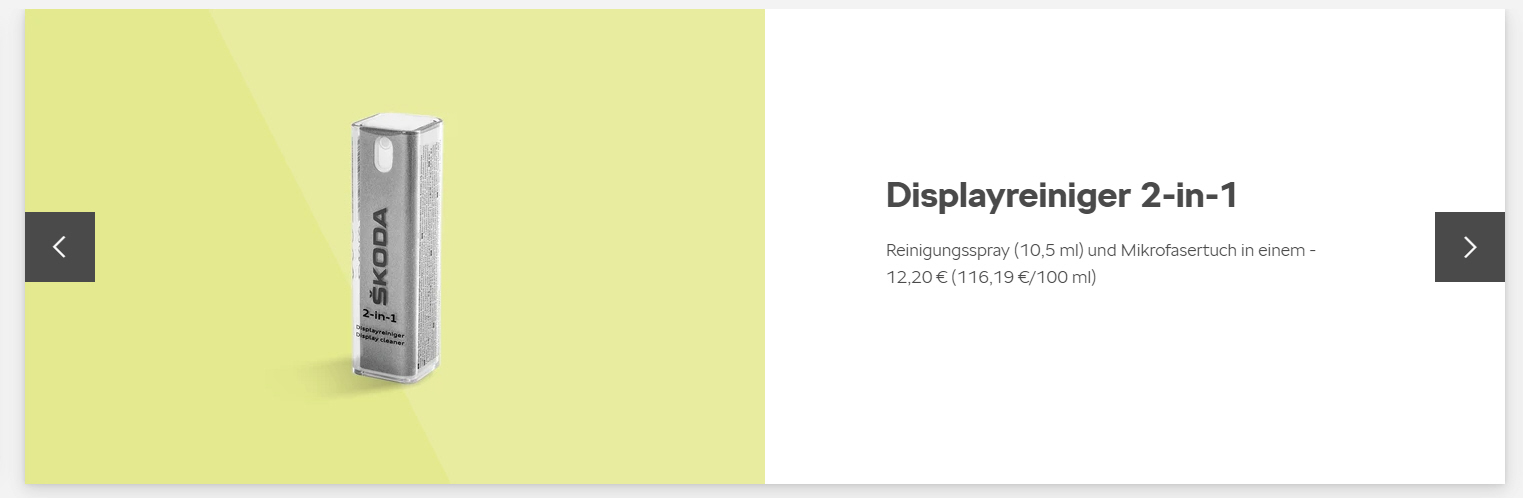 ŠKODA
2-in-1
Displayreiniger
Display cleaner
Displayreiniger 2-in-1
Reinigungsspray (10,5 ml) und Mikrofasertuch in einem -
12,20 € (116,19 €/100 ml)